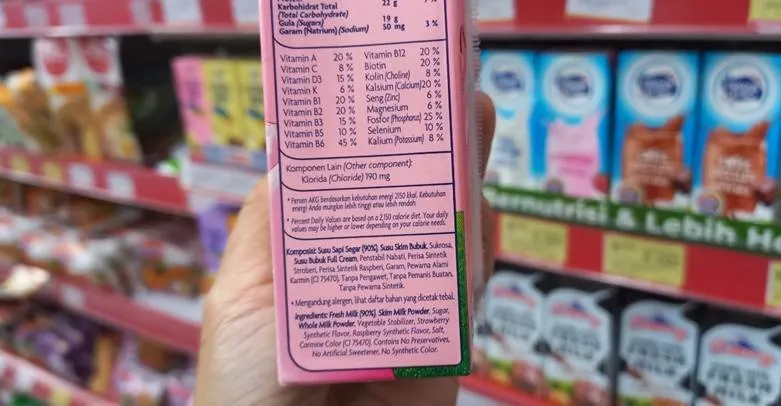 Karbohidrat Total 22 g
(Total Carbohydrate)
Gula (Sugars) 19 g
Garam (Natrium) (Sodium) 50 mg 3 %
Vitamin A 20 % Vitamin B12 20 %
Vitamin C 8 % Biotin 20 %
Vitamin D3 15 % Kolin (Choline) 8 %
Vitamin K 6 % Kalsium (Calcium) 20 %
Vitamin B1 20 % Seng (Zinc) 6 %
Vitamin B2 20 % Magnesium 6 %
Vitamin B3 15 % Fosfor (Phosphorus) 25 %
Vitamin B5 10 % Selenium 10 %
Vitamin B6 45 % Kalium (Potassium) 8 %
Komponen Lain (Other component):
Klorida (Chloride) 190 mg
* Persen AKG berdasarkan kebutuhan energi 2150 kkal. Kebutuhan
energi Anda mungkin lebih tinggi atau lebih rendah.
* Percent Daily Values are based on a 2,150 calorie diet. Your daily
values may be higher or lower depending on your calorie needs.
Komposisi: Susu Sapi Segar (90%), Susu Skim Bubuk, Sukrosa,
Susu Bubuk Full Cream, Penstabil Nabati, Perisa Sintetik
Stroberi, Perisa Sintetik Raspberi, Garam, Pewarna Alami
Karmin (CI 75470), Tanpa Pengawet, Tanpa Pemanis Buatan,
Tanpa Pewarna Sintetik.
• Mengandung alergen, lihat daftar bahan yang dicetak tebal.
Ingredients: Fresh Milk (90%), Skim Milk Powder, Sugar,
Whole Milk Powder, Vegetable Stabilizer, Strawberry
Synthetic Flavor, Raspberry Synthetic Flavor, Salt,
Carmine Color (CI 75470). Contains No Preservatives,
No Artificial Sweetener, No Synthetic Color.
ernutrisi & Lebih H
FRESH
MILK